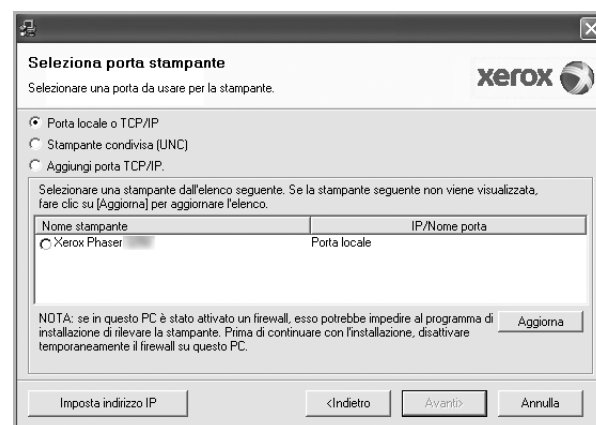 Seleziona porta stampante
Selezionare una porta da usare per la stampante.
xerox
Porta locale o TCP/IP
Stampante condivisa (UNC)
Aggiungi porta TCP/IP.
Selezionare una stampante dall'elenco seguente. Se la stampante seguente non viene visualizzata,
fare clic su [Aggiorna] per aggiornare l'elenco.
Nome stampante IP/Nome porta
Xerox Phaser Porta locale
NOTA: se in questo PC è stato attivato un firewall, esso potrebbe impedire al programma di
installazione di rilevare la stampante. Prima di continuare con l'installazione, disattivare
temporaneamente il firewall su questo PC.
Aggiorna
Imposta indirizzo IP <Indietro Avanti> Annulla